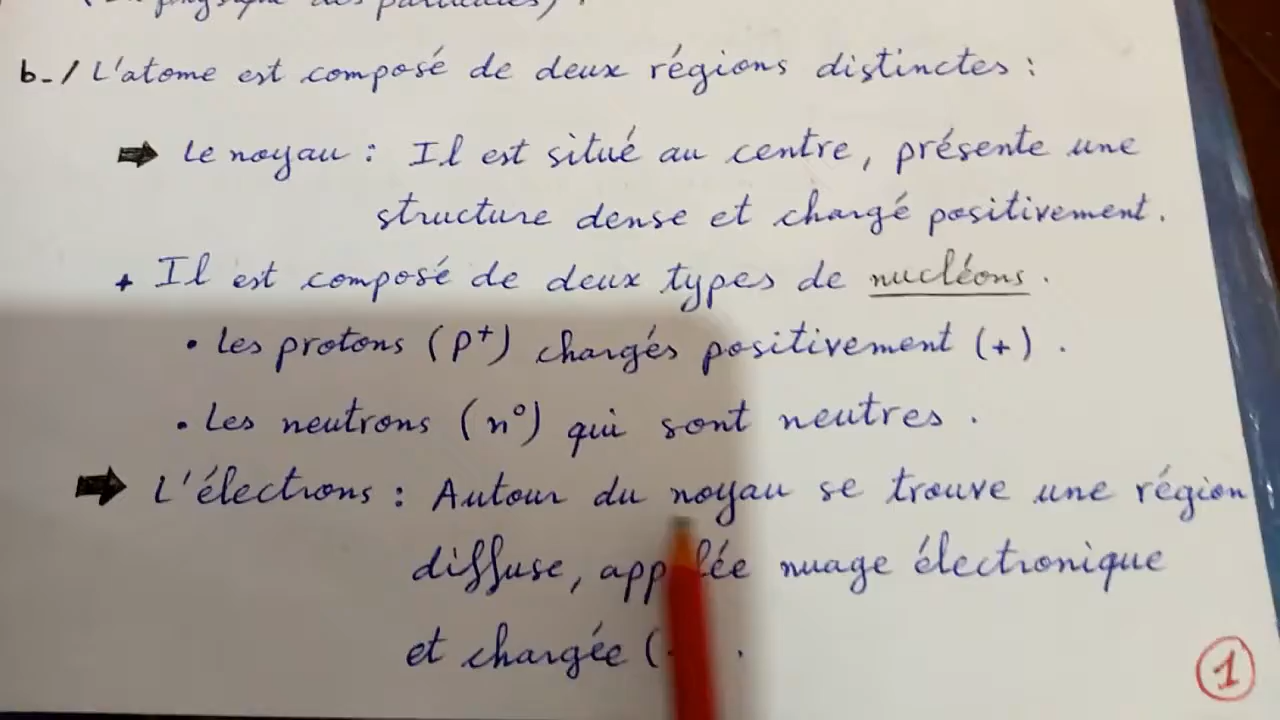 b-/ L'atome est composé de deux régions distinctes :
➡ Le noyau : Il est situé au centre, présente une
structure dense et chargé positivement.
+ Il est composé de deux types de nucléons.
• Les protons (P⁺) chargés positivement (+).
• Les neutrons (n⁰) qui sont neutres.
➡ L'électrons : Autour du noyau se trouve une région
diffuse, appelée nuage électronique
et chargée (
1